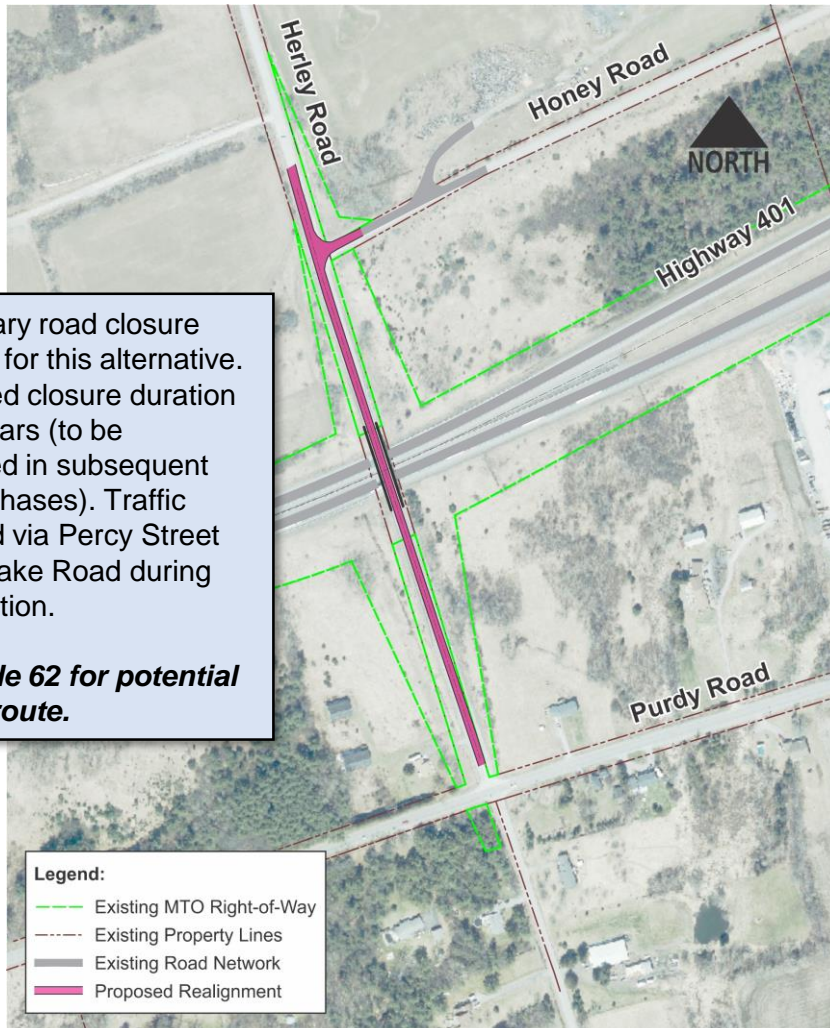 Herley Road
Honey Road
NORTH
Highway 401
ary road closure
for this alternative.
ed closure duration
ars (to be
ed in subsequent
hases). Traffic
d via Percy Street
ake Road during
tion.
le 62 for potential
route.
Purdy Road
Legend:
Existing MTO Right-of-Way
Existing Property Lines
Existing Road Network
Proposed Realignment